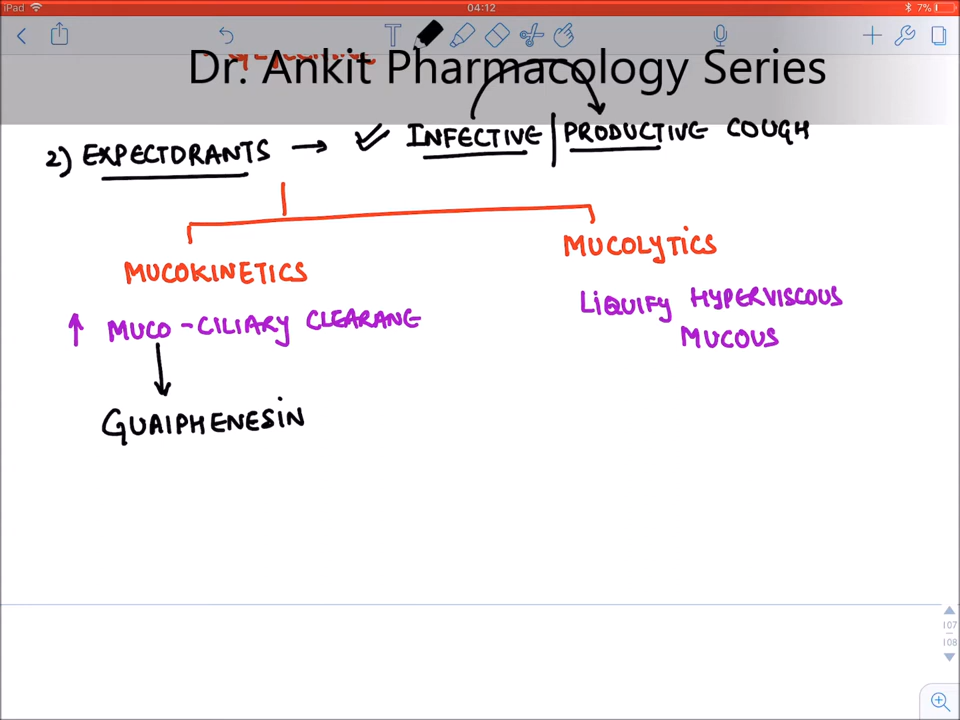 iPad 04:12 7%
T
Dr. Ankit Pharmacology Series
2) EXPECTORANTS → INFECTIVE | PRODUCTIVE COUGH
MUCOKINETICS
MUCOLYTICS
↑ MUCO-CILIARY CLEARANE
LIQUIFY HYPERVISCOUS
MUCOUS
GUAIPHENESIN
107
108